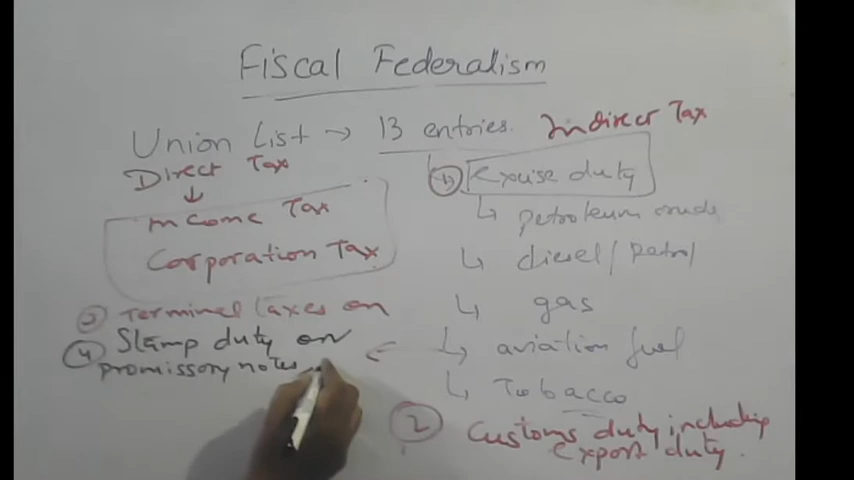 Fiscal Federalism
Union List → 13 entries.
Indirect Tax
Direct Tax
↓
Income Tax
Corporation Tax
① Excise duty
↳ petroleum crude
↳ diesel/Petrol
↳ gas
↳ aviation fuel
↳ Tobacco
② Customs duty including
export duty.
③ Terminal taxes on
④ Stamp duty on
promissory notes